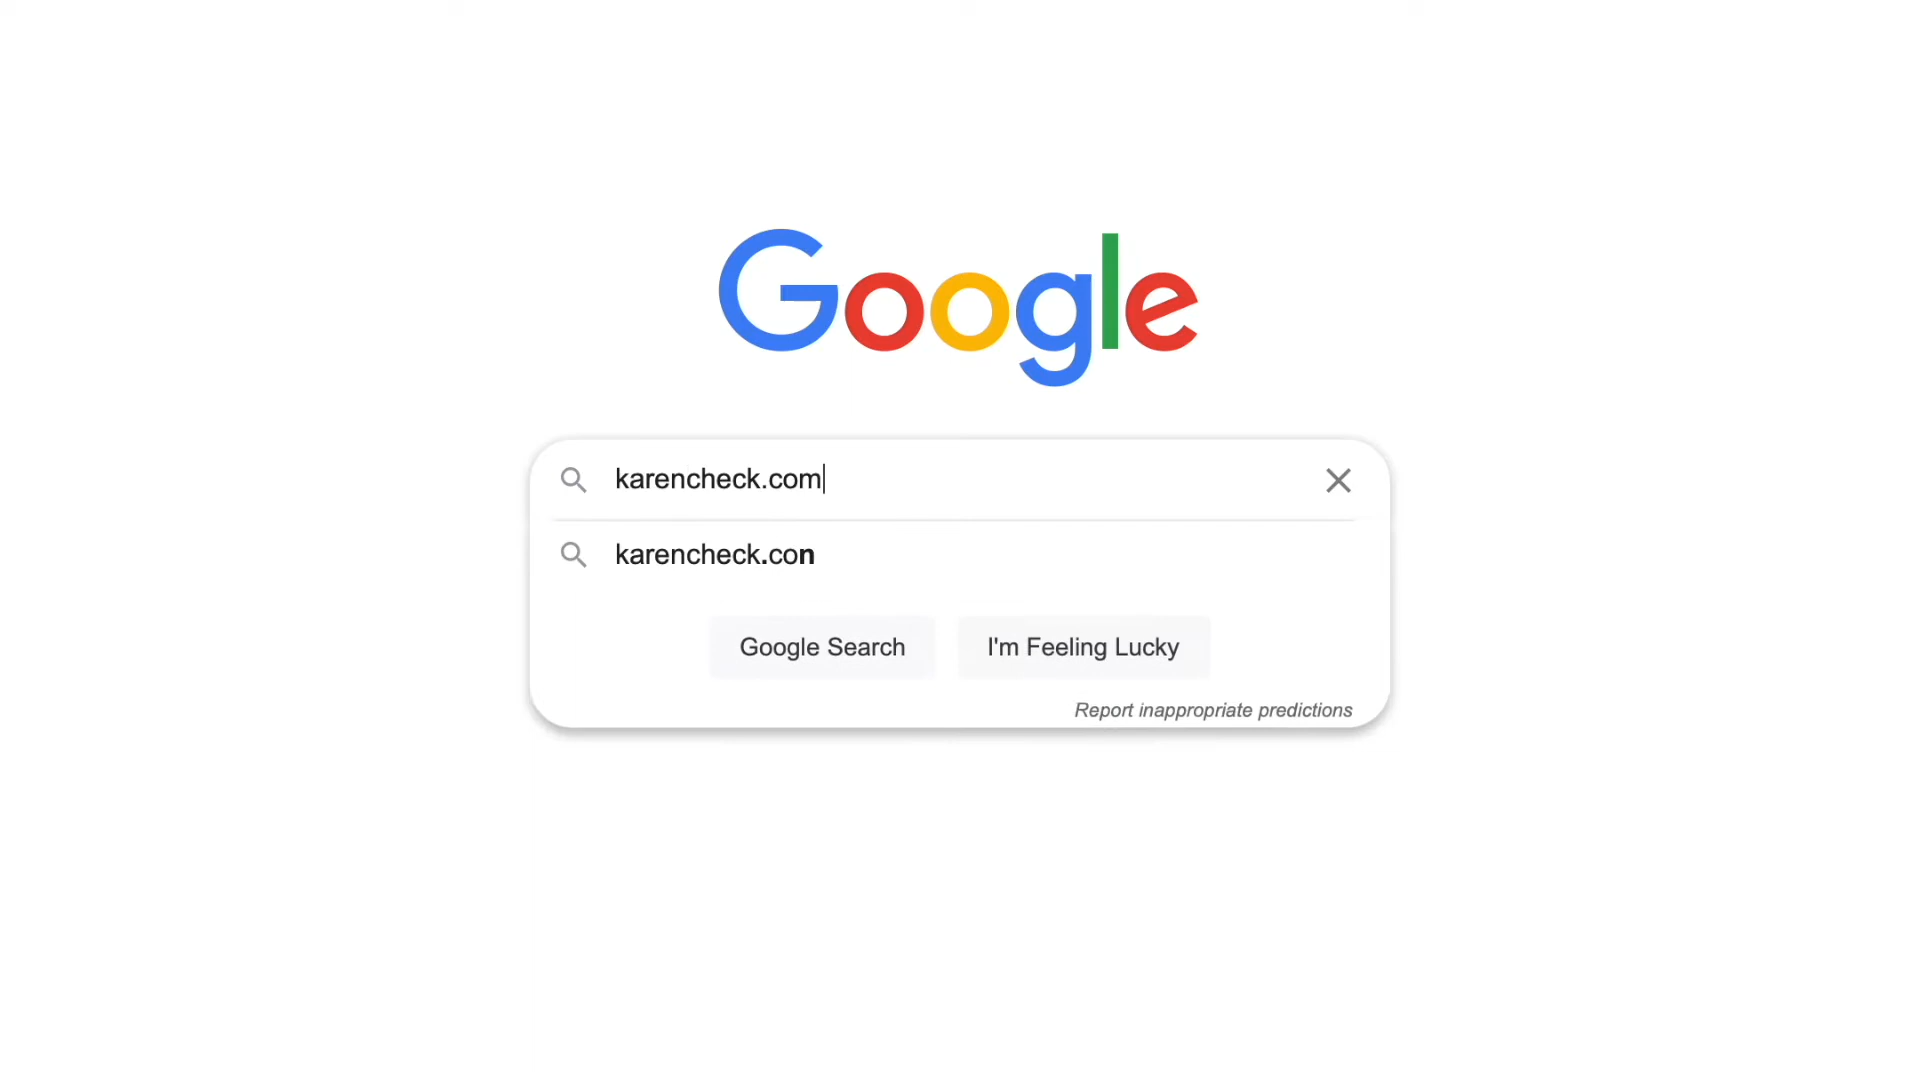 Google
karencheck.com
karencheck.con
Google Search
I'm Feeling Lucky
Report inappropriate predictions